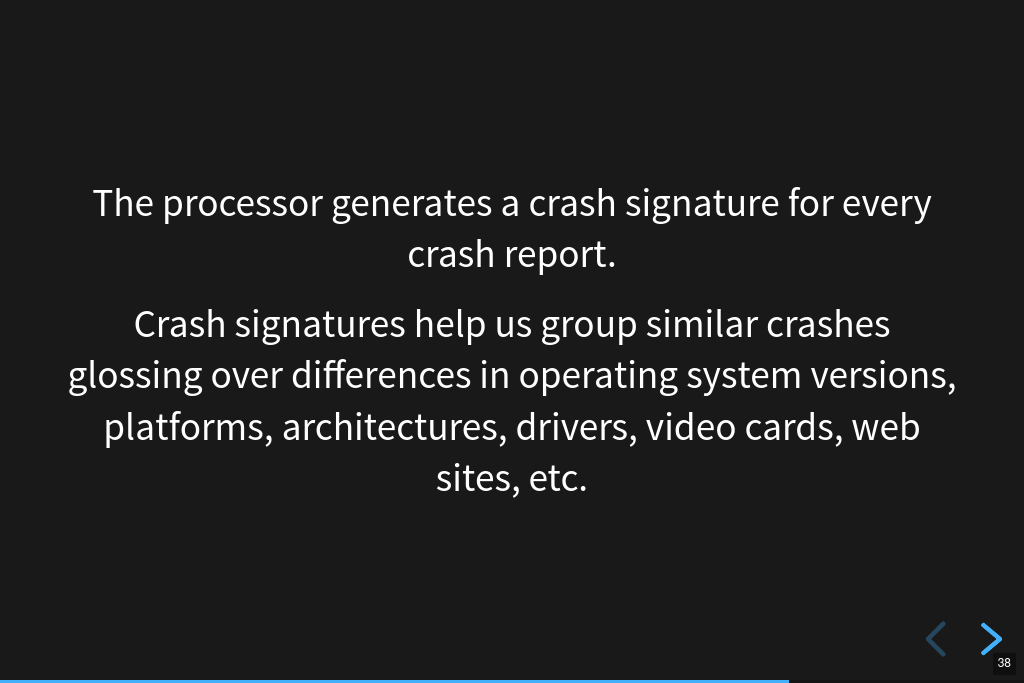 The processor generates a crash signature for every
crash report.
Crash signatures help us group similar crashes
glossing over differences in operating system versions,
platforms, architectures, drivers, video cards, web
sites, etc.
38